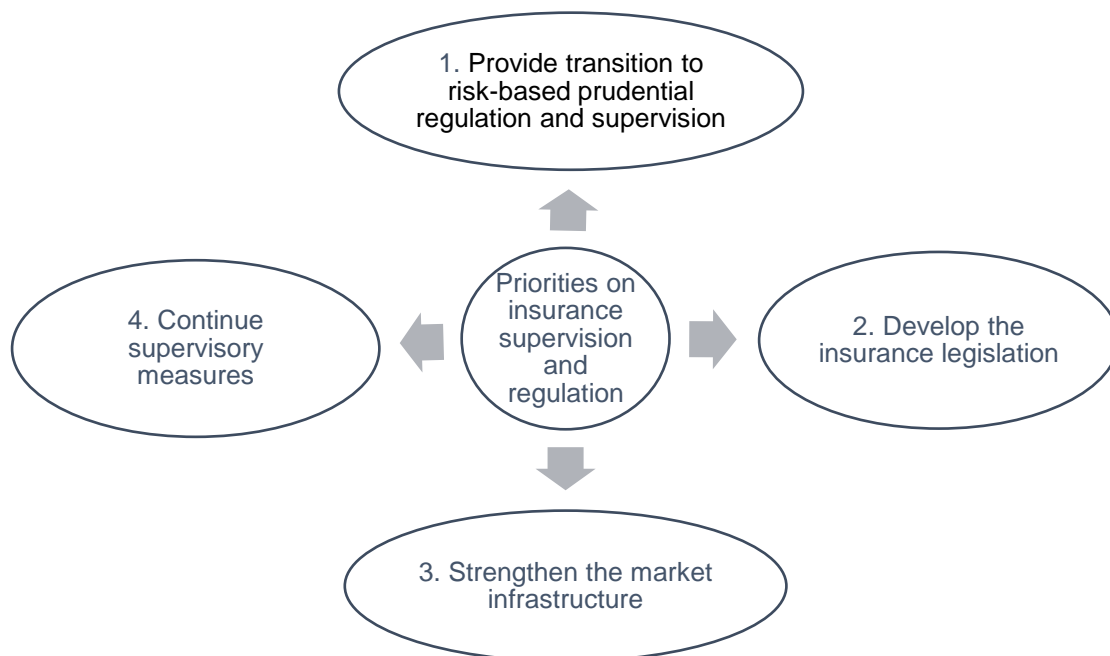 1. Provide transition to
risk-based prudential
regulation and supervision
Priorities on
insurance
supervision
and
regulation
2. Develop the
insurance legislation
3. Strengthen the market
infrastructure
4. Continue
supervisory
measures